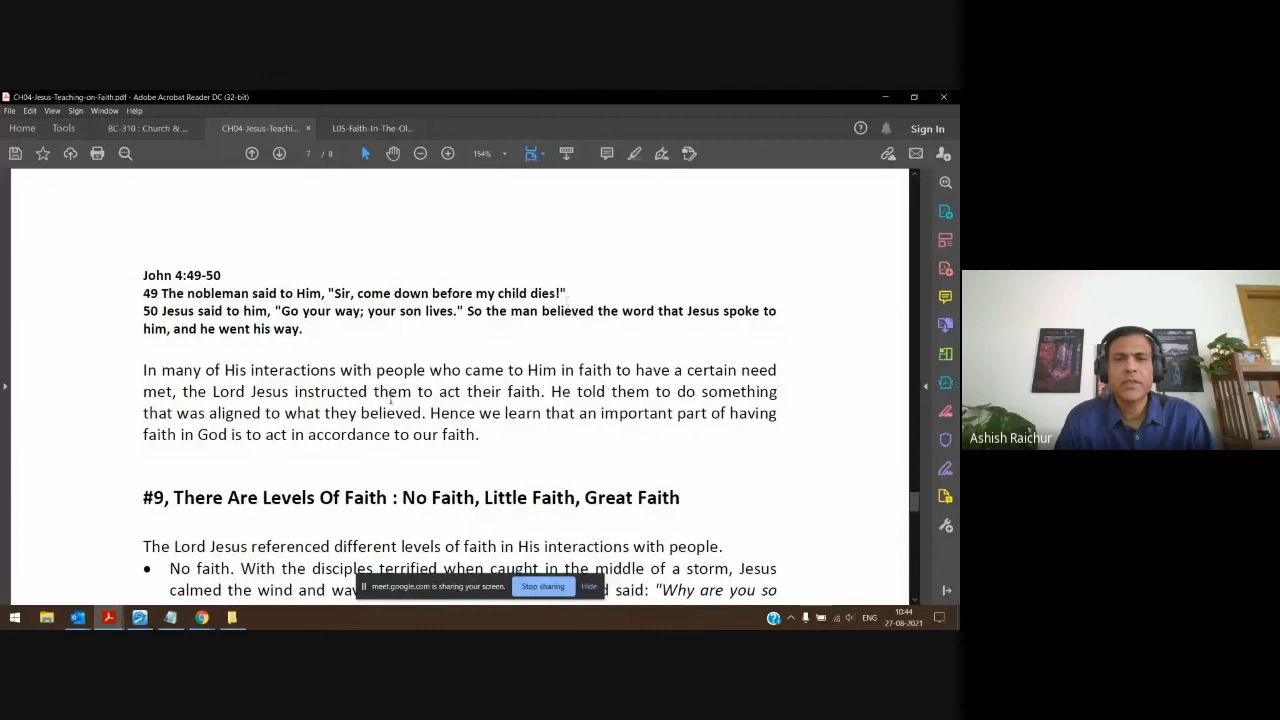 CH04-Jesus-Teaching-on-Faith.pdf - Adobe Acrobat Reader DC (32-bit)
File Edit View Sign Window Help
Home Tools BC-310 : Church & ... CH04-Jesus-Teachi... × L05-Faith-In-The-Ol... Sign In
7 / 8 154%
John 4:49-50
49 The nobleman said to Him, "Sir, come down before my child dies!"
50 Jesus said to him, "Go your way; your son lives." So the man believed the word that Jesus spoke to
him, and he went his way.
In many of His interactions with people who came to Him in faith to have a certain need
met, the Lord Jesus instructed them to act their faith. He told them to do something
that was aligned to what they believed. Hence we learn that an important part of having
faith in God is to act in accordance to our faith.
#9, There Are Levels Of Faith : No Faith, Little Faith, Great Faith
The Lord Jesus referenced different levels of faith in His interactions with people.
• No faith. With the disciples terrified when caught in the middle of a storm, Jesus
calmed the wind and said: "Why are you so
meet.google.com is sharing your screen. Stop sharing Hide
ENG 10:44
27-08-2021
Ashish Raichur